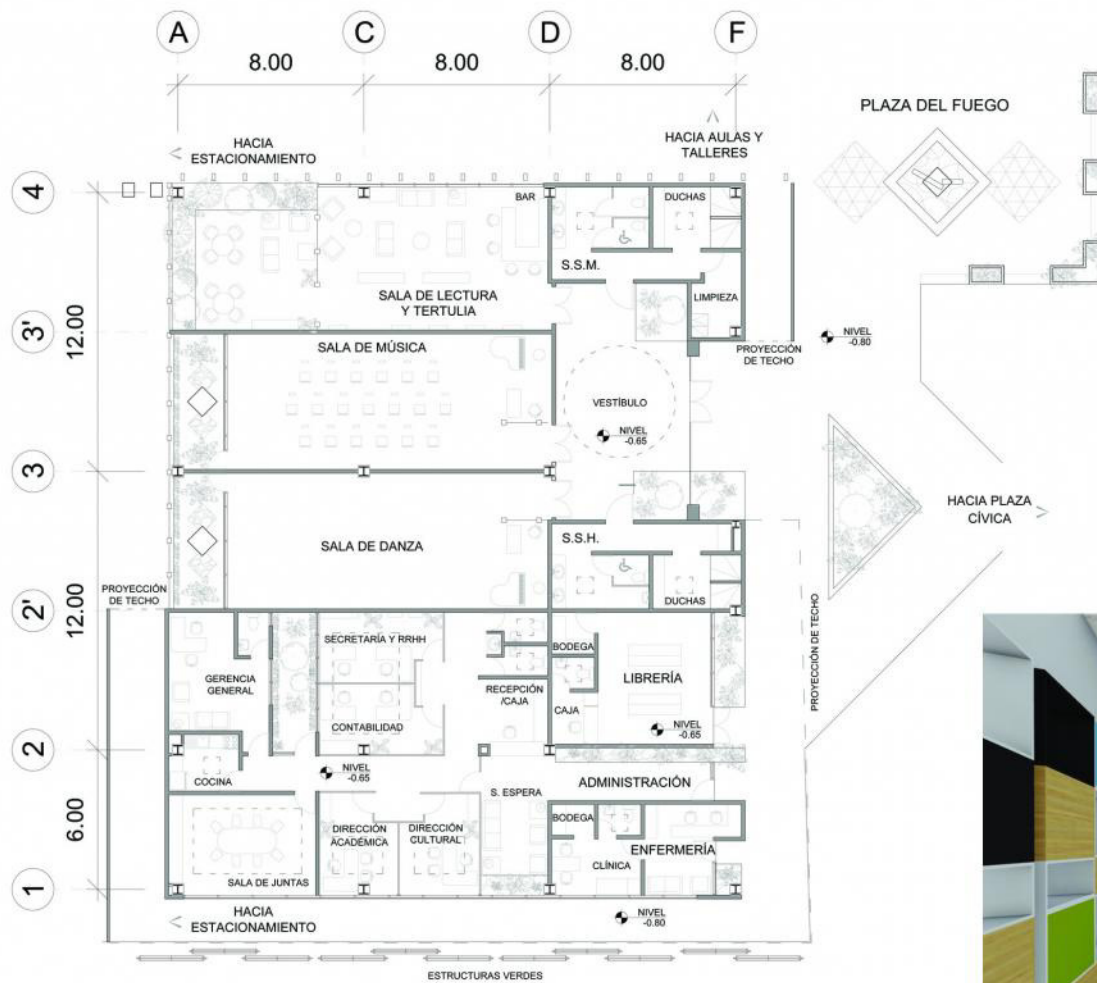 A
C
D
F
8.00
8.00
8.00
PLAZA DEL FUEGO
HACIA
ESTACIONAMIENTO
HACIA AULAS Y
TALLERES
4
BAR
DUCHAS
S.S.M.
LIMPIEZA
SALA DE LECTURA
Y TERTULIA
12.00
3'
SALA DE MÚSICA
PROYECCIÓN
DE TECHO
NIVEL
-0.80
VESTÍBULO
NIVEL
-0.65
3
HACIA PLAZA
CÍVICA
SALA DE DANZA
S.S.H.
DUCHAS
PROYECCIÓN
DE TECHO
2'
12.00
PROYECCIÓN DE TECHO
SECRETARÍA Y RRHH
BODEGA
GERENCIA
GENERAL
LIBRERÍA
RECEPCIÓN
/CAJA
CAJA
CONTABILIDAD
NIVEL
-0.65
2
NIVEL
-0.65
COCINA
ADMINISTRACIÓN
S. ESPERA
6.00
BODEGA
DIRECCIÓN
ACADÉMICA
DIRECCIÓN
CULTURAL
ENFERMERÍA
CLÍNICA
SALA DE JUNTAS
1
HACIA
ESTACIONAMIENTO
NIVEL
-0.80
ESTRUCTURAS VERDES